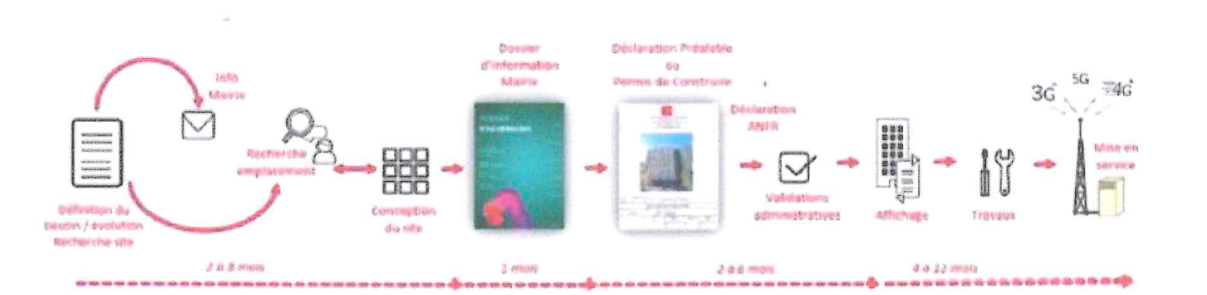 Info
Mairie
Définition du
besoin / évolution
Recherche site
Recherche
emplacement
Conception
du site
Dossier
d'information
Mairie
Déclaration Préalable
ou
Permis de Construire
Déclaration
ANFR
Validations
administratives
Affichage
Travaux
3G
5G
4G+
Mise en
service
2 à 8 mois
1 mois
2 à 6 mois
4 à 12 mois